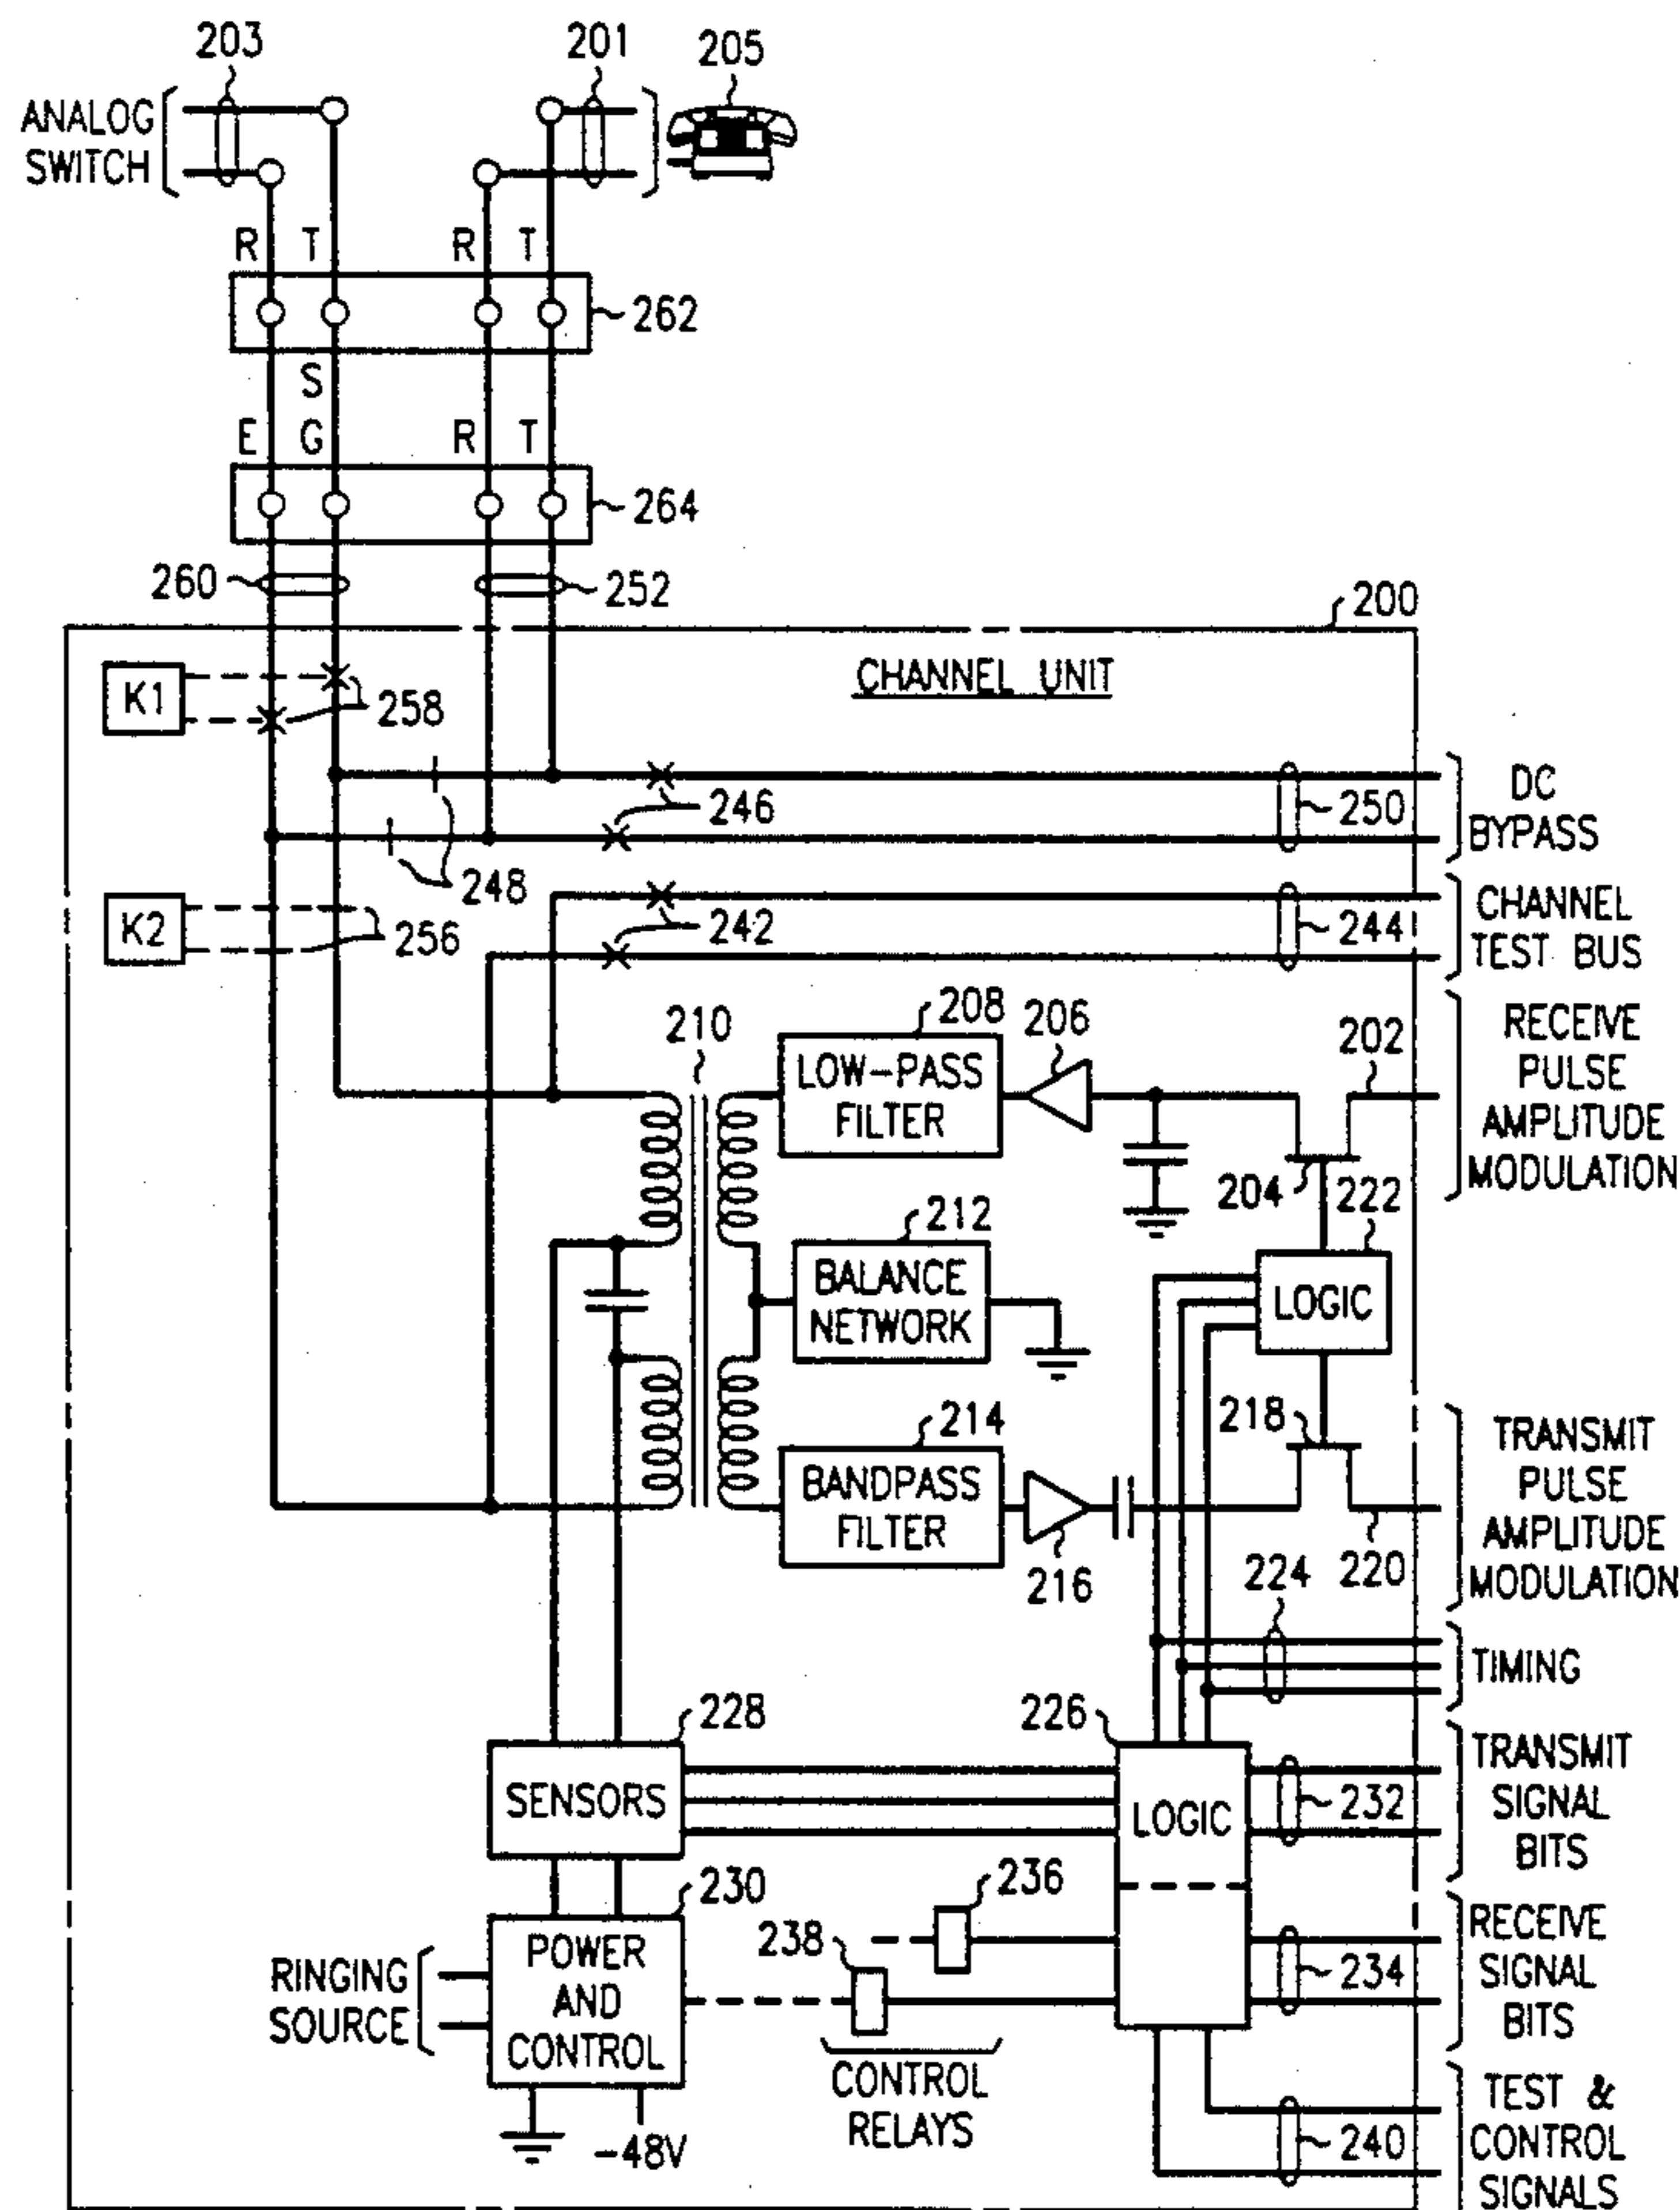 203
201
205
ANALOG
SWITCH
R T R T
262
S
E G R T
264
260
252
200
CHANNEL UNIT
K1
258
246
250
DC
BYPASS
248
K2
256
242
244
CHANNEL
TEST BUS
210
208
206
202
LOW-PASS
FILTER
RECEIVE
PULSE
AMPLITUDE
MODULATION
204
222
212
BALANCE
NETWORK
LOGIC
214
218
BANDPASS
FILTER
216
220
TRANSMIT
PULSE
AMPLITUDE
MODULATION
224
TIMING
228
226
SENSORS
LOGIC
232
TRANSMIT
SIGNAL
BITS
230
236
238
RINGING
SOURCE
POWER
AND
CONTROL
234
RECEIVE
SIGNAL
BITS
CONTROL
RELAYS
-48V
240
TEST &
CONTROL
SIGNALS